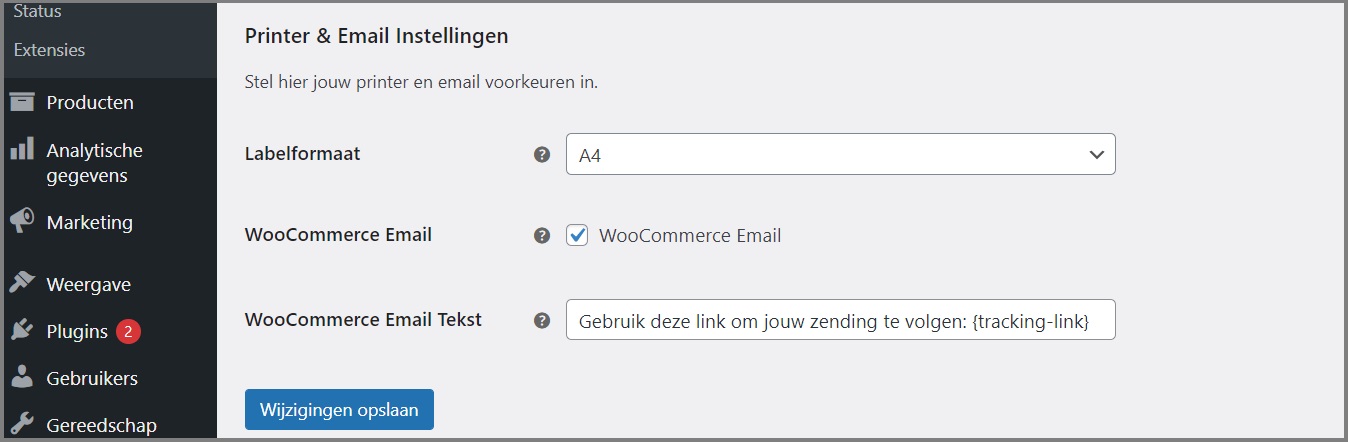 Status
Extensies
Producten
Analytische
gegevens
Marketing
Weergave
Plugins 2
Gebruikers
Gereedschap
Printer & Email Instellingen
Stel hier jouw printer en email voorkeuren in.
Labelformaat ? A4
WooCommerce Email ? WooCommerce Email
WooCommerce Email Tekst ? Gebruik deze link om jouw zending te volgen: {tracking-link}
Wijzigingen opslaan